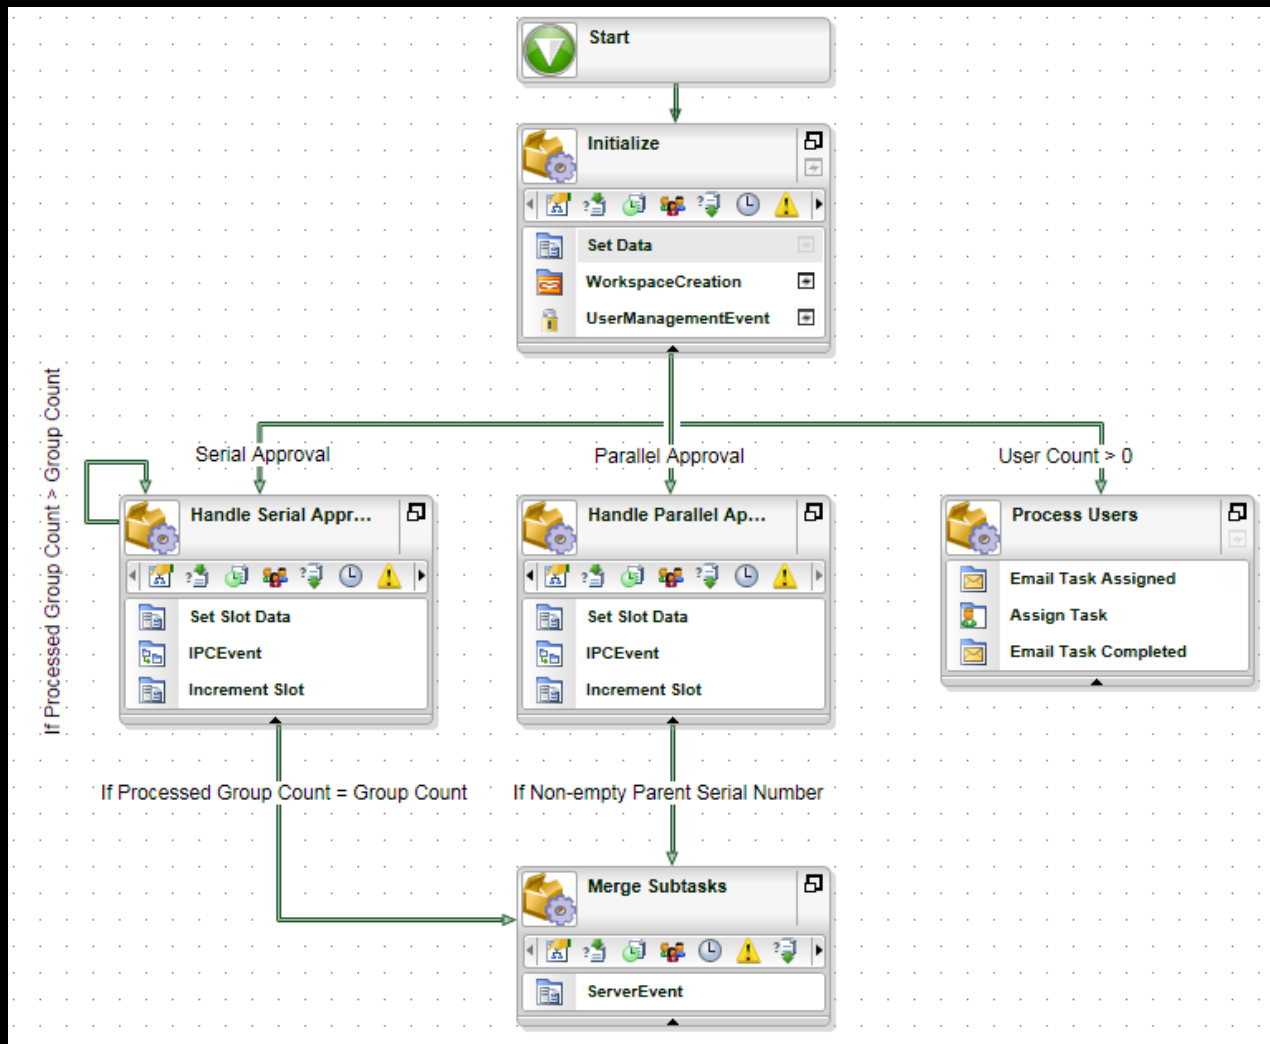 Start
Initialize
Set Data
WorkspaceCreation
UserManagementEvent
Serial Approval
Parallel Approval
User Count > 0
If Processed Group Count > Group Count
Handle Serial Appr...
Set Slot Data
IPCEvent
Increment Slot
Handle Parallel Ap...
Set Slot Data
IPCEvent
Increment Slot
Process Users
Email Task Assigned
Assign Task
Email Task Completed
If Processed Group Count = Group Count
If Non-empty Parent Serial Number
Merge Subtasks
ServerEvent